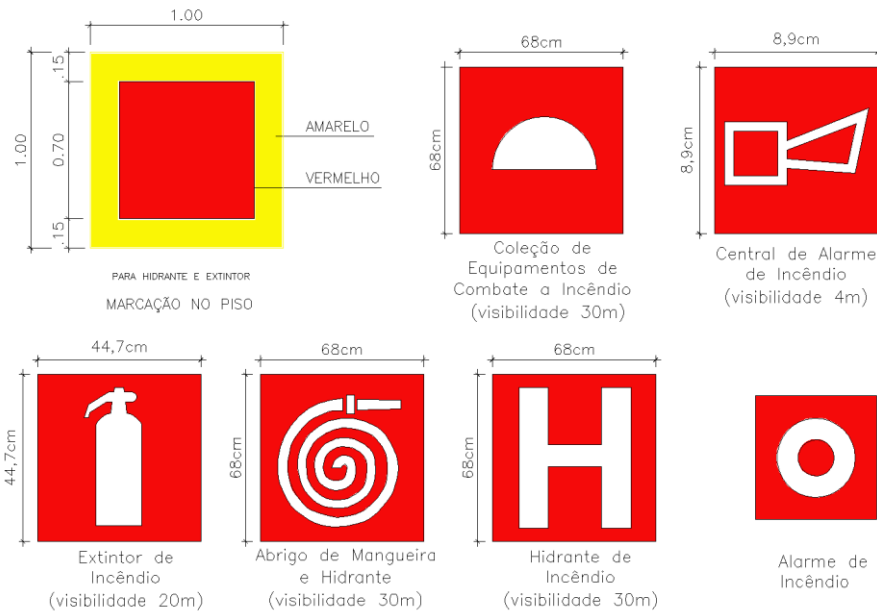 1.00
1.00
.15
0.70
.15
AMARELO
VERMELHO
PARA HIDRANTE E EXTINTOR
MARCAÇÃO NO PISO
68cm
68cm
Coleção de
Equipamentos de
Combate a Incêndio
(visibilidade 30m)
8,9cm
8,9cm
Central de Alarme
de Incêndio
(visibilidade 4m)
44,7cm
44,7cm
Extintor de
Incêndio
(visibilidade 20m)
68cm
68cm
Abrigo de Mangueira
e Hidrante
(visibilidade 30m)
68cm
68cm
H
Hidrante de
Incêndio
(visibilidade 30m)
Alarme de
Incêndio